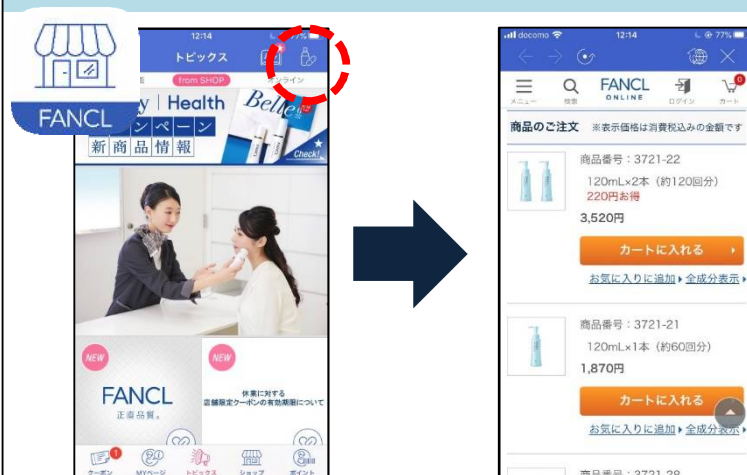 FANCL
12:14
77%
トピックス
from SHOP
オンライン
y Health
Belle
ンペーン
新商品情報
Check!
NEW
NEW
FANCL
正直品質。
休業に対する
店舗限定クーポンの有効期限について
1
クーポン
MYページ
トピックス
ショップ
ポイント
docomo
12:14
77%
メニュー
検索
FANCL
ONLINE
ログイン
0
カート
商品のご注文 ※表示価格は消費税込みの金額です
商品番号：3721-22
120mL×2本（約120回分）
220円お得
3,520円
カートに入れる
お気に入りに追加 全成分表示
商品番号：3721-21
120mL×1本（約60回分）
1,870円
カートに入れる
お気に入りに追加 全成分表示